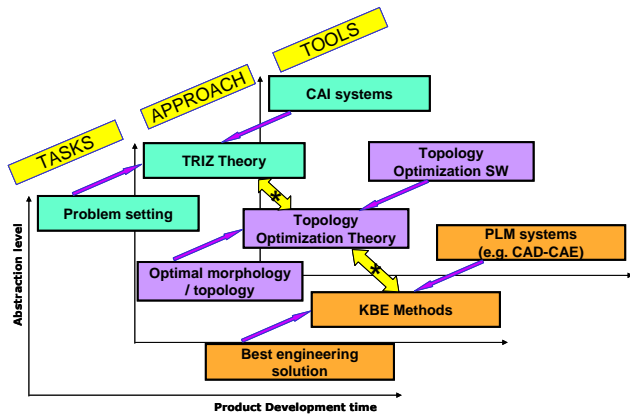 TOOLS
APPROACH
TASKS
CAI systems
TRIZ Theory
Topology
Optimization SW
Problem setting
*
Topology
Optimization Theory
PLM systems
(e.g. CAD-CAE)
Optimal morphology
/ topology
*
KBE Methods
Best engineering
solution
Abstraction level
Product Development time